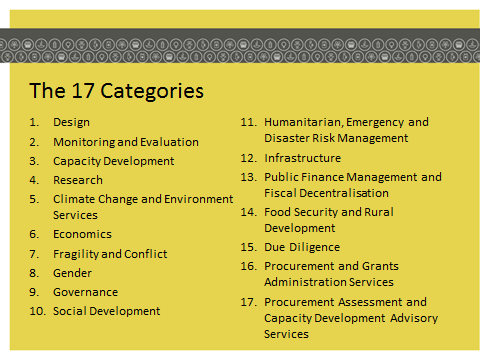 The 17 Categories
1. Design
2. Monitoring and Evaluation
3. Capacity Development
4. Research
5. Climate Change and Environment
Services
6. Economics
7. Fragility and Conflict
8. Gender
9. Governance
10. Social Development
11. Humanitarian, Emergency and
Disaster Risk Management
12. Infrastructure
13. Public Finance Management and
Fiscal Decentralisation
14. Food Security and Rural
Development
15. Due Diligence
16. Procurement and Grants
Administration Services
17. Procurement Assessment and
Capacity Development Advisory
Services